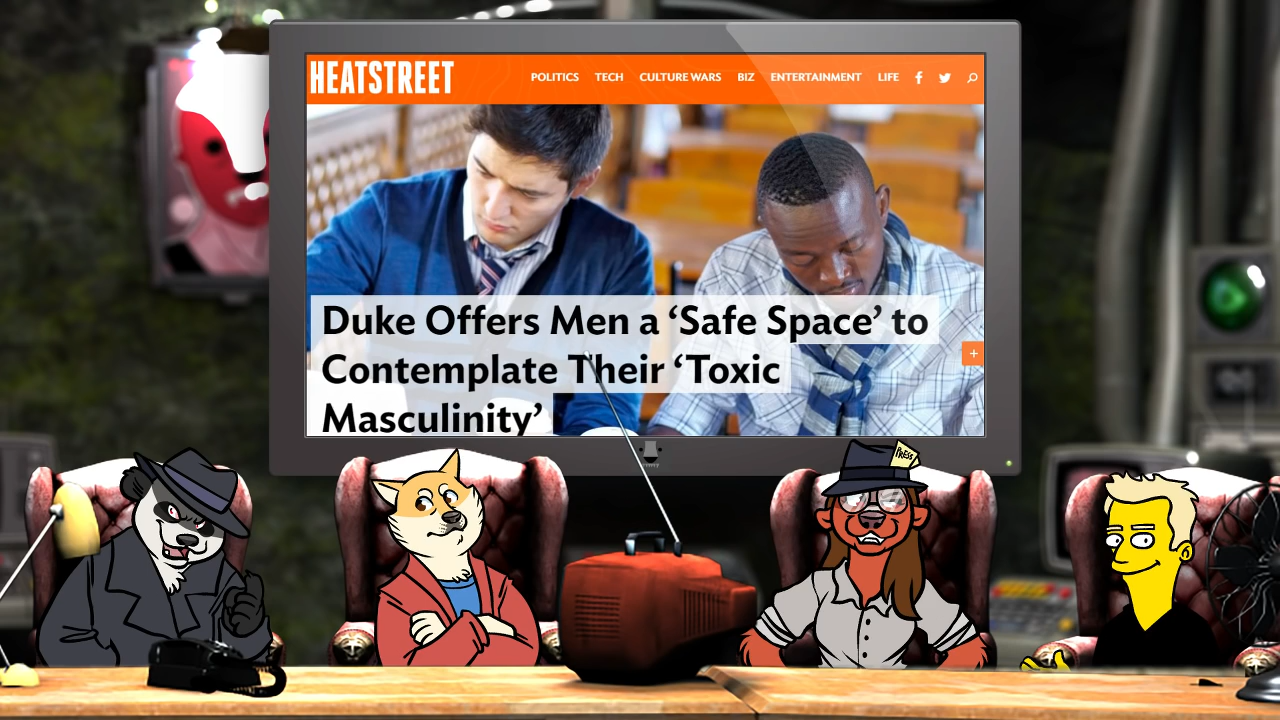 HEATSTREET
POLITICS TECH CULTURE WARS BIZ ENTERTAINMENT LIFE
Duke Offers Men a ‘Safe Space’ to
Contemplate Their ‘Toxic
Masculinity’
PRESS